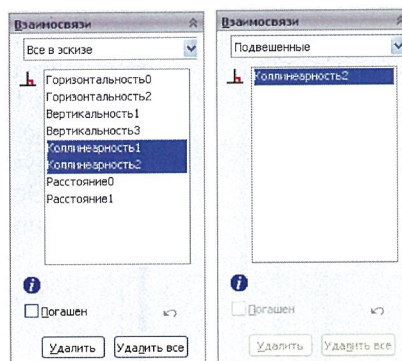 Взаимосвязи
Все в эскизе
Горизонтальность0
Горизонтальность2
Вертикальность1
Вертикальность3
Коллинеарность1
Коллинеарность2
Расстояние0
Расстояние1
Погашен
Удалить Удалить все
Взаимосвязи
Подвешенные
Коллинеарность2
Погашен
Удалить Удалить все